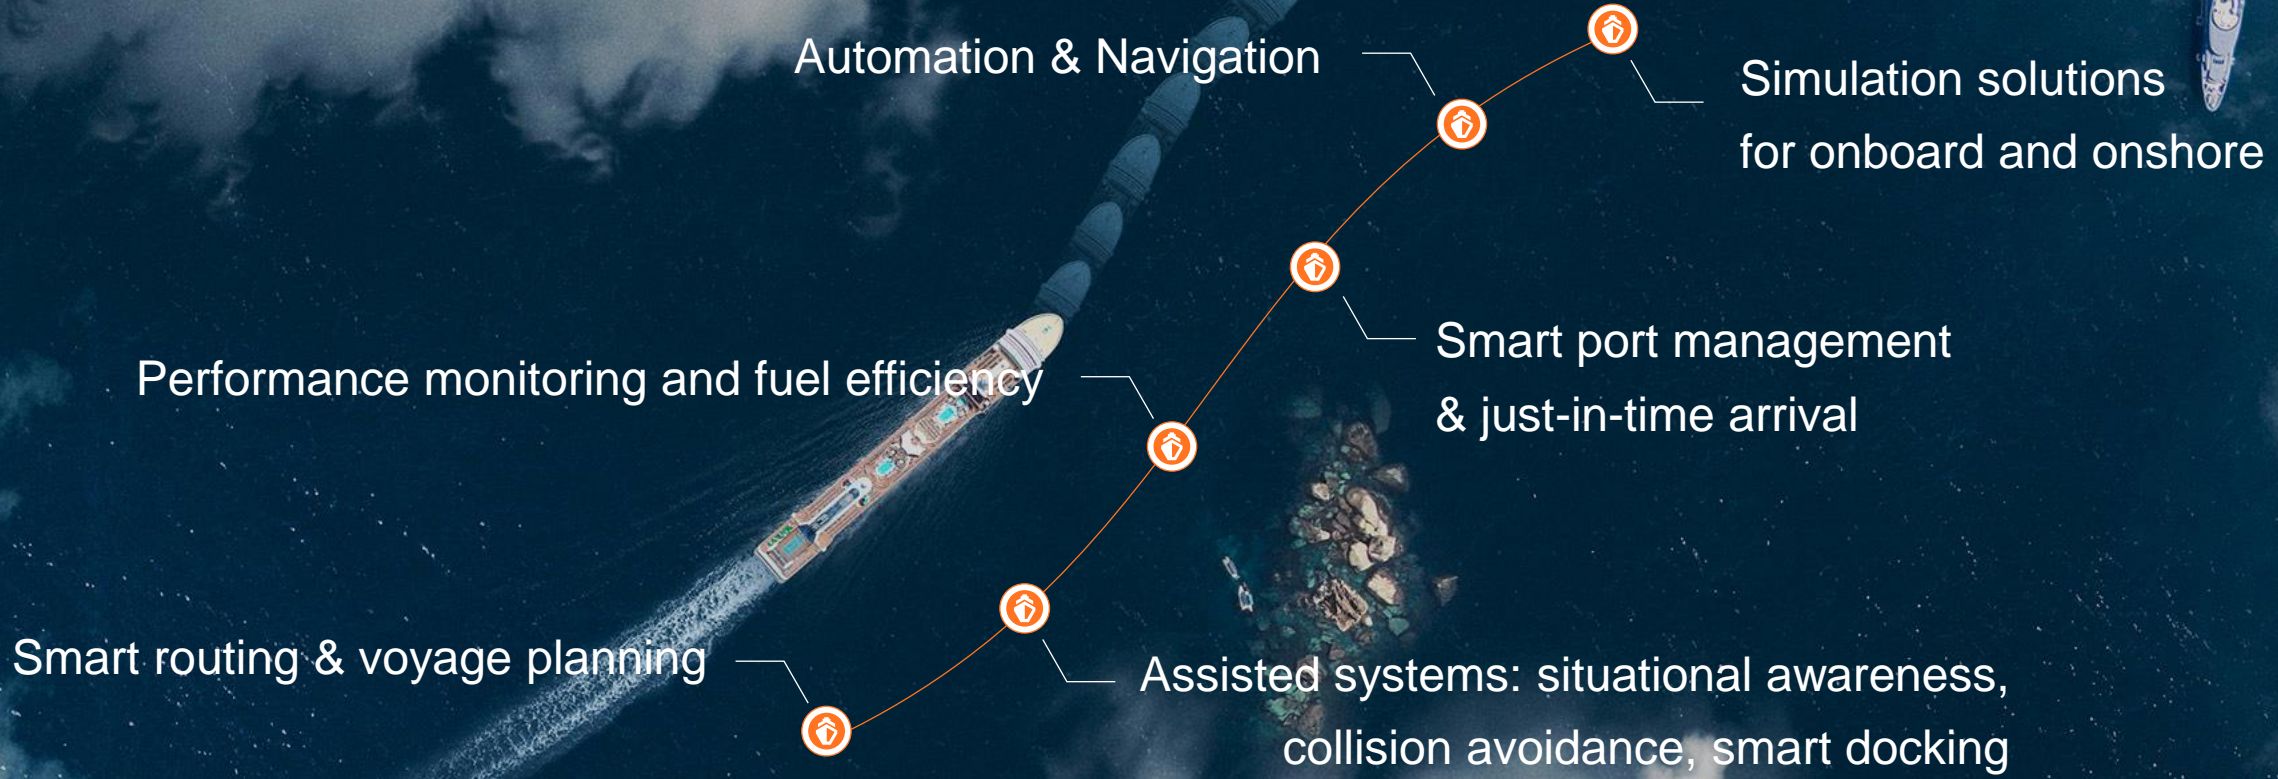 Automation & Navigation
Simulation solutions
for onboard and onshore
Smart port management
& just-in-time arrival
Performance monitoring and fuel efficiency
Smart routing & voyage planning
Assisted systems: situational awareness,
collision avoidance, smart docking